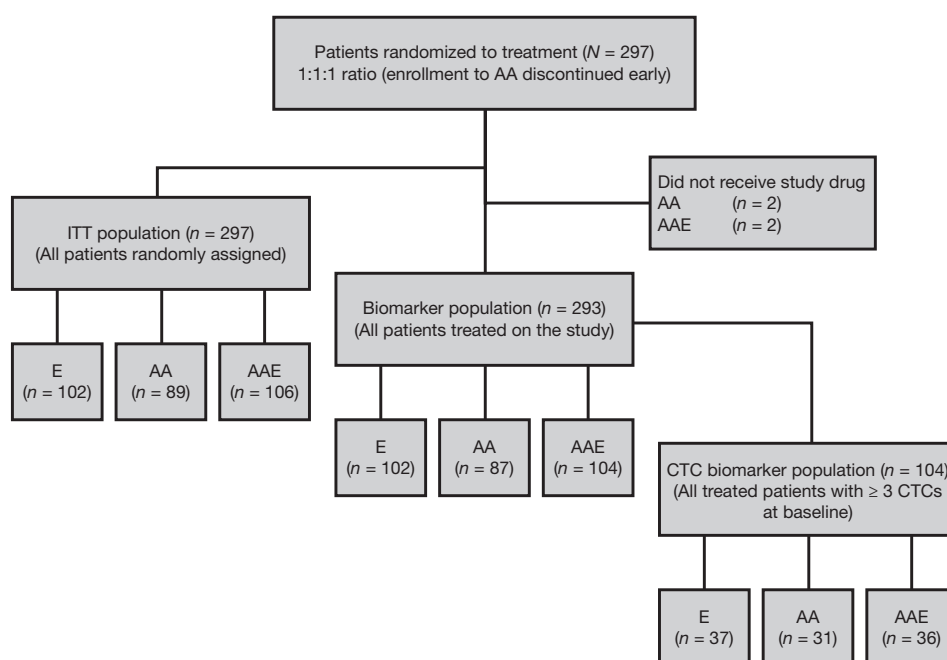 Patients randomized to treatment (N = 297)
1:1:1 ratio (enrollment to AA discontinued early)
Did not receive study drug
AA (n = 2)
AAE (n = 2)
ITT population (n = 297)
(All patients randomly assigned)
E
(n = 102)
AA
(n = 89)
AAE
(n = 106)
Biomarker population (n = 293)
(All patients treated on the study)
E
(n = 102)
AA
(n = 87)
AAE
(n = 104)
CTC biomarker population (n = 104)
(All treated patients with ≥ 3 CTCs
at baseline)
E
(n = 37)
AA
(n = 31)
AAE
(n = 36)